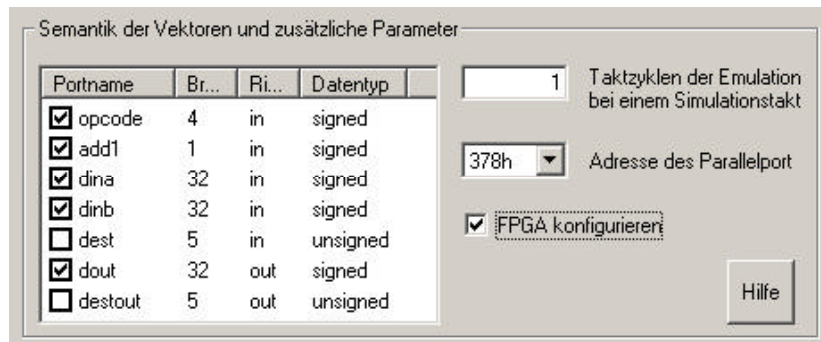 Semantik der Vektoren und zusätzliche Parameter
Portname Br... Ri... Datentyp
opcode 4 in signed
add1 1 in signed
dina 32 in signed
dinb 32 in signed
dest 5 in unsigned
dout 32 out signed
destout 5 out unsigned
1 Taktzyklen der Emulation
bei einem Simulationstakt
378h Adresse des Parallelport
FPGA konfigurieren
Hilfe